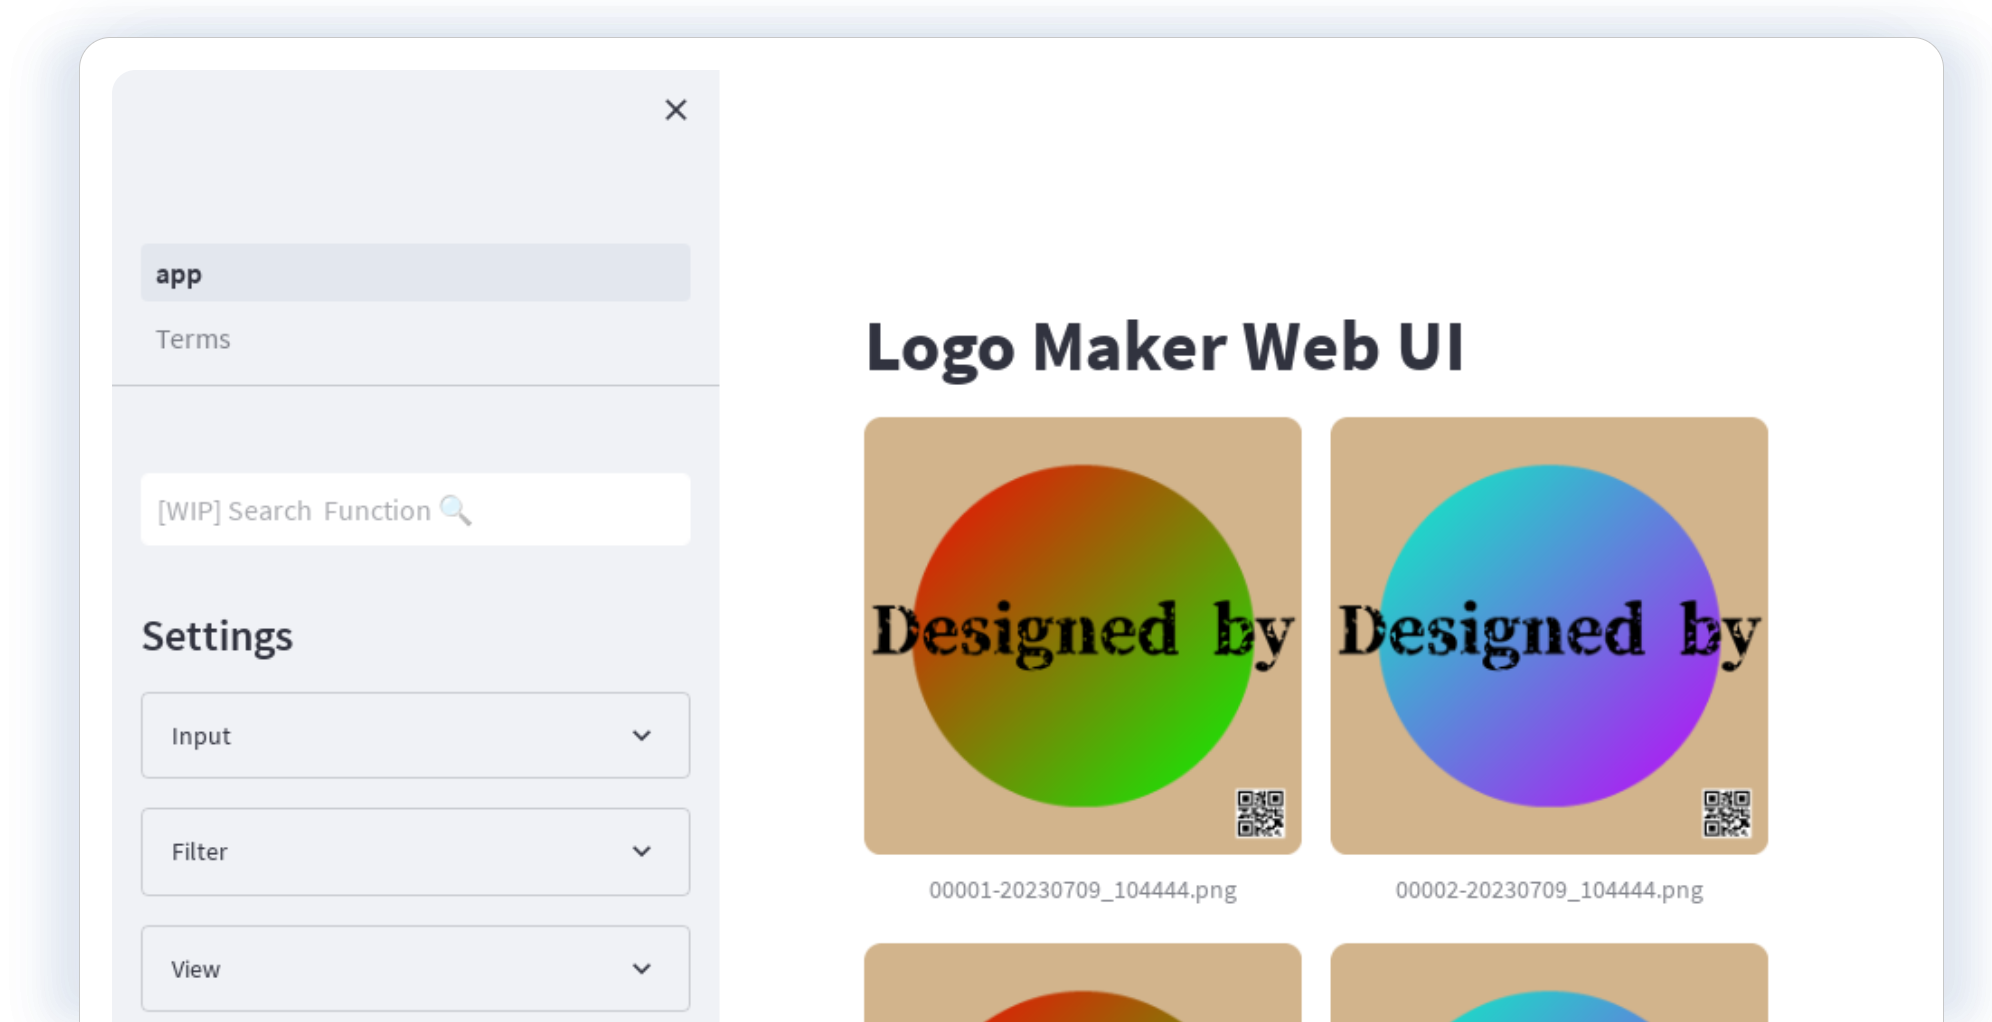 app
Terms
[WIP] Search Function 🔍
Settings
Input
Filter
View
Logo Maker Web UI
Designed by
Designed by
00001-20230709_104444.png
00002-20230709_104444.png